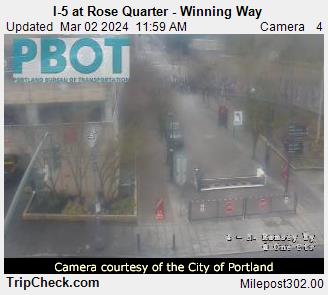 I-5 at Rose Quarter - Winning Way
Updated Mar 02 2024 11:59 AM Camera 4
PBOT
PORTLAND BUREAU OF TRANSPORTATION
Camera courtesy of the City of Portland
TripCheck.com Milepost302.00